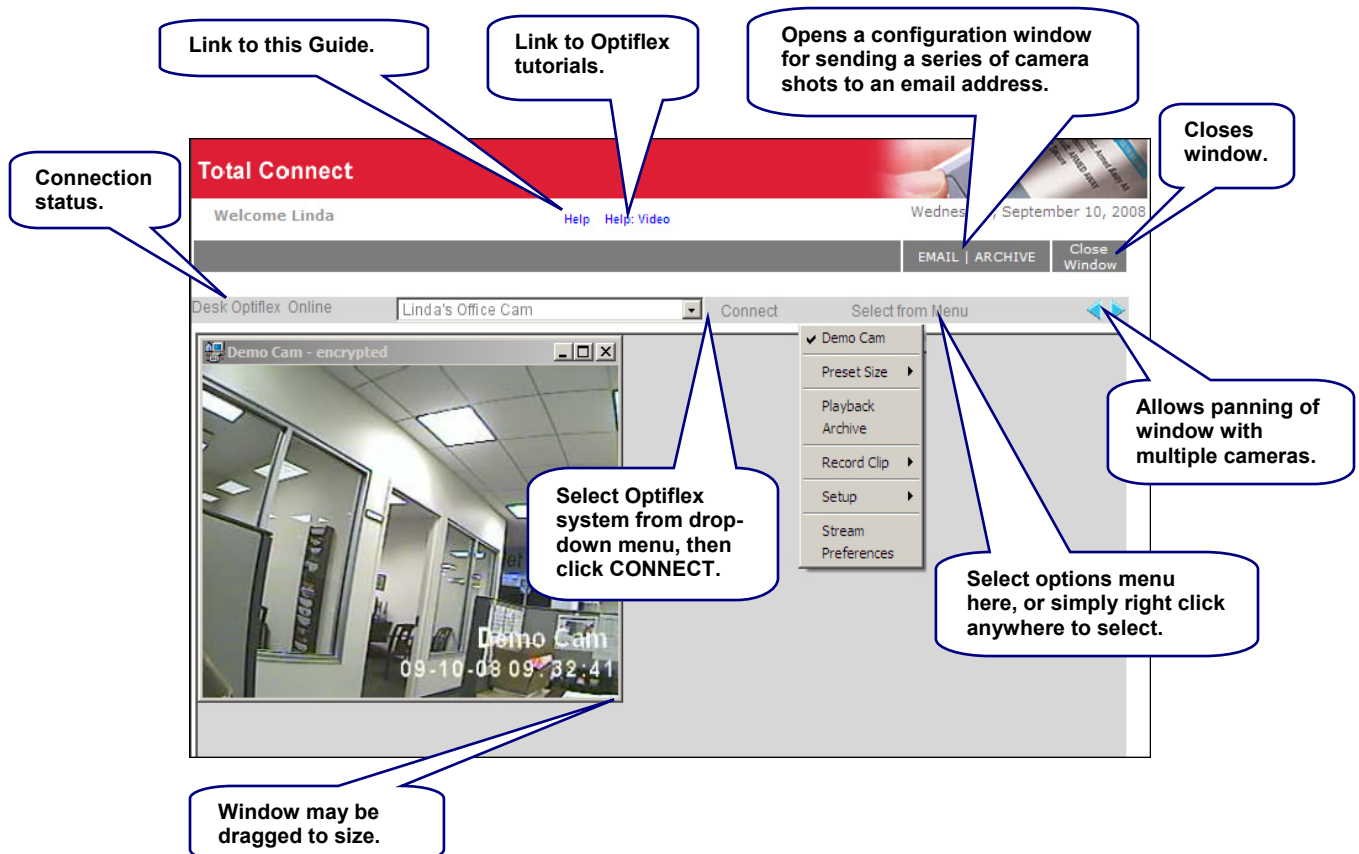 Link to this Guide.
Link to Optiflex
tutorials.
Opens a configuration window
for sending a series of camera
shots to an email address.
Closes
window.
Connection
status.
Total Connect
Welcome Linda
Help Help: Video
September 10, 2008
EMAIL | ARCHIVE
Close
Window
Desk Optiflex Online
Linda's Office Cam
Connect
Select from Menu
Demo Cam - encrypted
Demo Cam
Preset Size
Playback
Archive
Record Clip
Setup
Stream
Preferences
Demo Cam
09-10-08 09:32:41
Allows panning of
window with
multiple cameras.
Select Optiflex
system from drop-
down menu, then
click CONNECT.
Select options menu
here, or simply right click
anywhere to select.
Window may be
dragged to size.